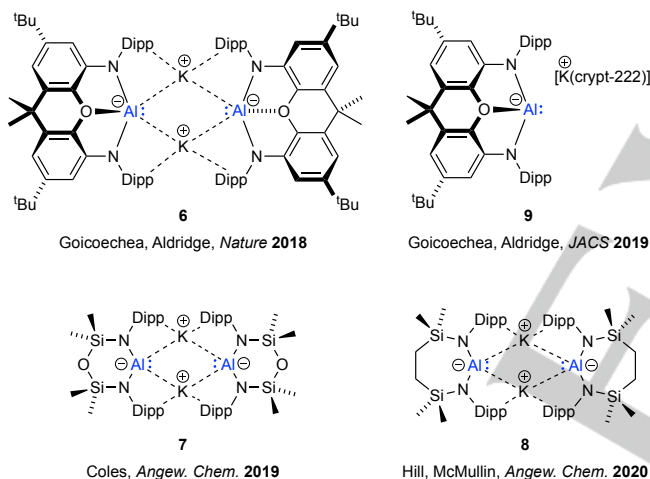 tBu
tBu
tBu
Dipp
Dipp
Dipp
K
⊕
⊕
[K(crypt-222)]
N
N
N
O
Al
⊖
Al
⊖
O
O
Al
⊖
N
K
⊕
N
N
Dipp
Dipp
Dipp
tBu
tBu
tBu
6
9
Goicoechea, Aldridge, Nature 2018
Goicoechea, Aldridge, JACS 2019
Dipp
K
⊕
Dipp
Dipp
K
⊕
Dipp
Si
N
N
Si
Si
N
N
Si
O
⊖
Al
Al
⊖
O
⊖
Al
Al
⊖
Si
N
K
⊕
N
Si
Si
N
K
⊕
N
Si
Dipp
Dipp
Dipp
Dipp
7
8
Coles, Angew. Chem. 2019
Hill, McMullin, Angew. Chem. 2020